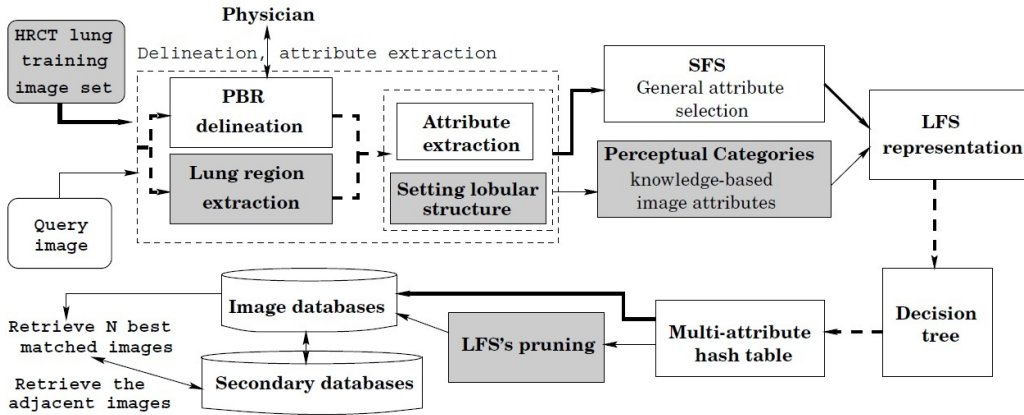 HRCT lung
training
image set
Physician
Delineation, attribute extraction
PBR
delineation
Lung region
extraction
Attribute
extraction
Setting lobular
structure
SFS
General attribute
selection
Perceptual Categories
knowledge-based
image attributes
LFS
representation
Query
image
Image databases
Secondary databases
LFS's pruning
Multi-attribute
hash table
Decision
tree
Retrieve N best
matched images
Retrieve the
adjacent images